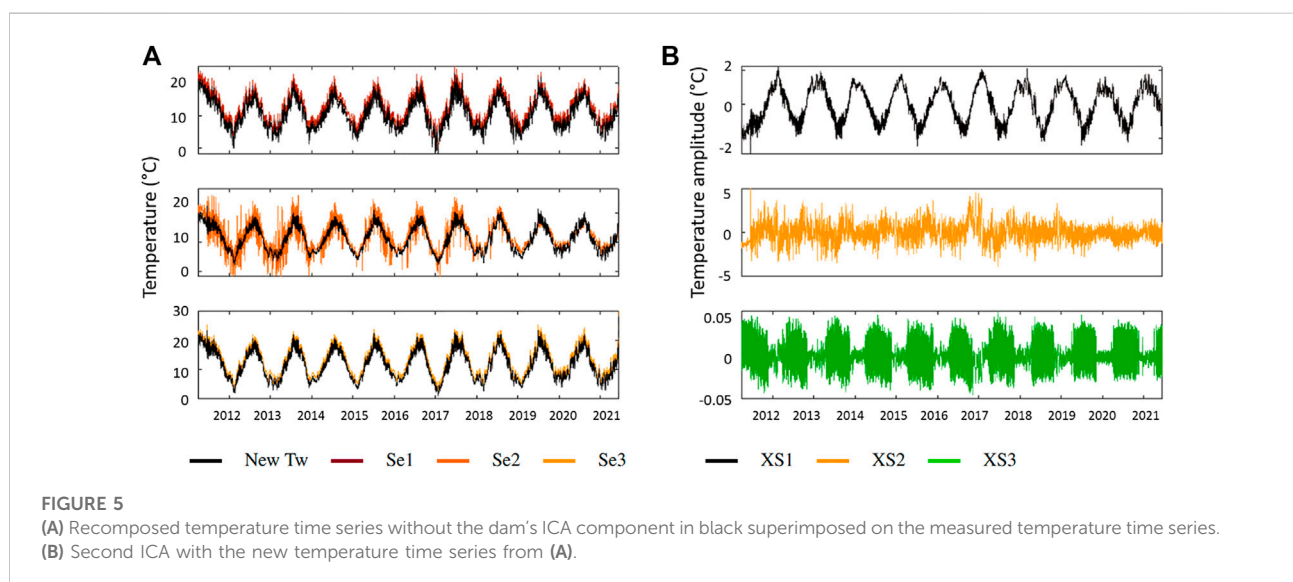 A
B
Temperature (°C)
20
10
0
20
10
0
30
20
10
0
2012 2013 2014 2015 2016 2017 2018 2019 2020 2021
New Tw Se1 Se2 Se3
Temperature amplitude (°C)
2
0
-2
5
0
-5
0.05
0
-0.05
2012 2013 2014 2015 2016 2017 2018 2019 2020 2021
XS1 XS2 XS3
FIGURE 5
(A) Recomposed temperature time series without the dam's ICA component in black superimposed on the measured temperature time series.
(B) Second ICA with the new temperature time series from (A).